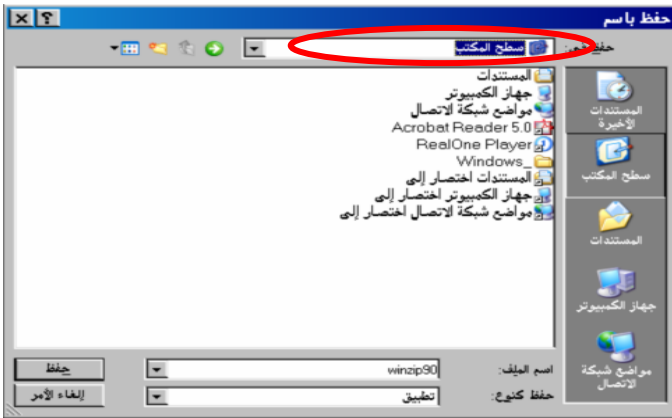 حفظ باسم
حفظ في:
سطح المكتب
المستندات الأخيرة
سطح المكتب
المستندات
جهاز الكمبيوتر
مواضع شبكة الاتصال
المستندات
جهاز الكمبيوتر
مواضع شبكة الاتصال
Acrobat Reader 5.0
RealOne Player
Windows_
المستندات اختصار إلى
جهاز الكمبيوتر اختصار إلى
مواضع شبكة الاتصال اختصار إلى
اسم الملف:
winzip90
حفظ
حفظ كنوع:
تطبيق
إلغاء الأمر